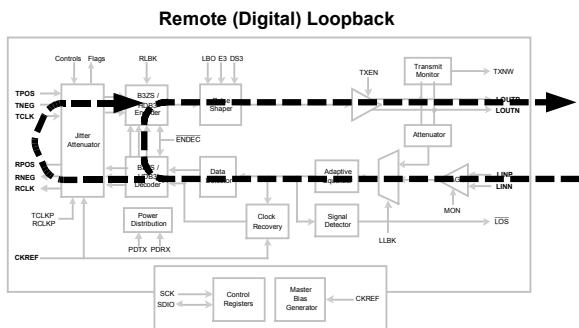 Remote (Digital) Loopback
Controls Flags RLBK LBO E3 DS3
TXEN
Transmit
Monitor
TXNW
TPOS
TNEG
TCLK
B3ZS /
Encoder
Shaper
LOUTP
LOUTN
Jitter
Attenuator
ENDEC
Attenuator
RPOS
RNEG
RCLK
Decoder
Data
Adaptive
LINP
LINN
TCLKP
RCLKP
Power
Distribution
Clock
Recovery
Signal
Detector
MON
LOS
PDTX PDRX
LLBK
CKREF
SCK
SDIO
Control
Registers
Master
Bias
Generator
CKREF